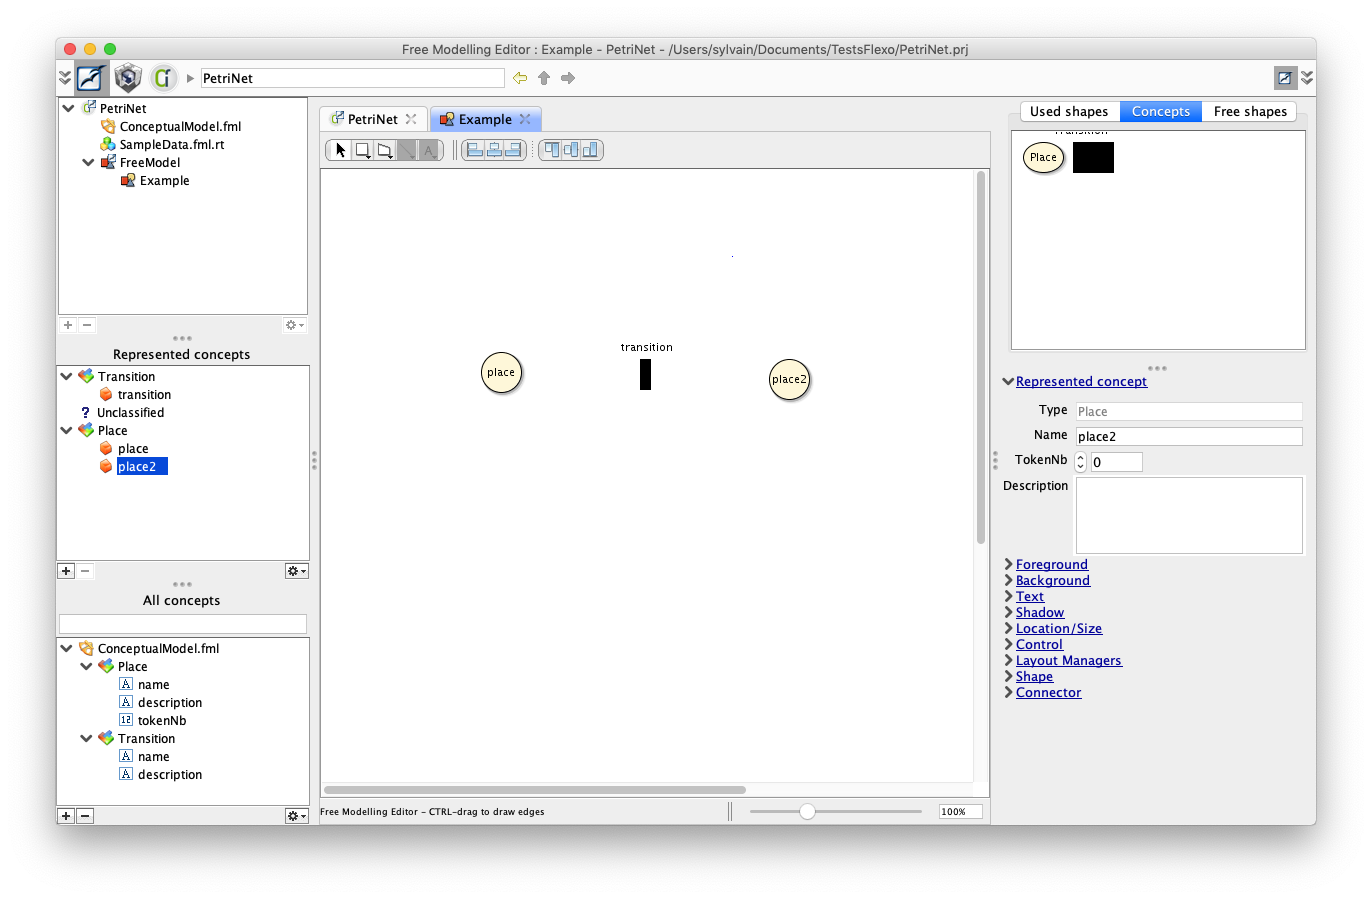 Free Modelling Editor : Example - PetriNet - /Users/sylvain/Documents/TestsFlexo/PetriNet.prj
PetriNet
PetriNet
ConceptualModel.fml
SampleData.fml.rt
FreeModel
Example
Represented concepts
Transition
transition
? Unclassified
Place
place
place2
All concepts
ConceptualModel.fml
Place
A name
A description
12 tokenNb
Transition
A name
A description
PetriNet
Example
A
transition
place
place2
Free Modelling Editor - CTRL-drag to draw edges
100%
Used shapes Concepts Free shapes
Transition
Place
Represented concept
Type Place
Name place2
TokenNb 0
Description
Foreground
Background
Text
Shadow
Location/Size
Control
Layout Managers
Shape
Connector